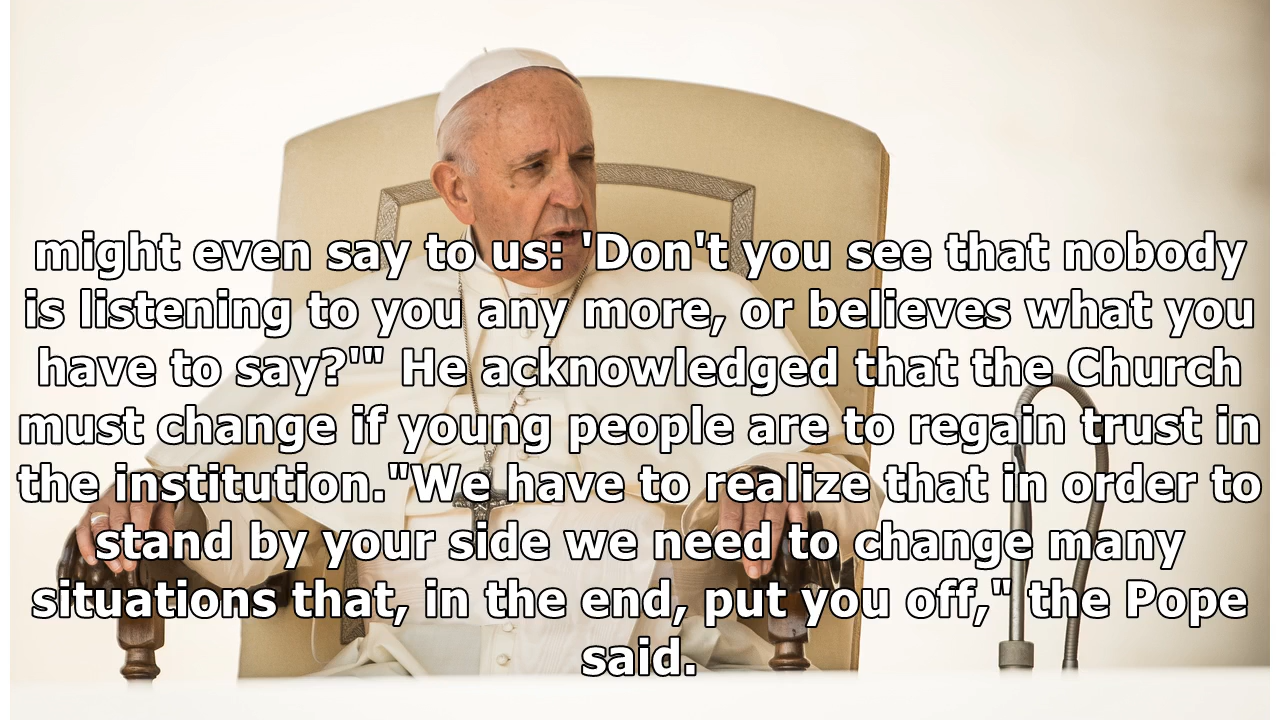 might even say to us: 'Don't you see that nobody
is listening to you any more, or believes what you
have to say?'" He acknowledged that the Church
must change if young people are to regain trust in
the institution."We have to realize that in order to
stand by your side we need to change many
situations that, in the end, put you off," the Pope
said.